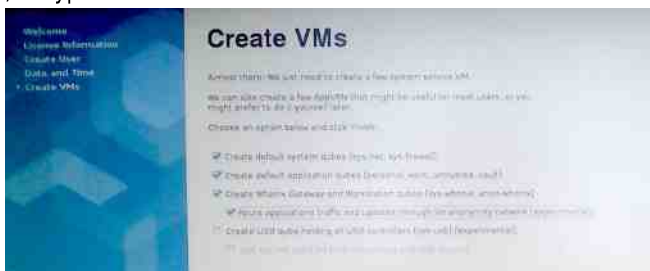 Welcome
License Information
Create User
Date and Time
Create VMs
Create VMs
Almost there: We just need to create a few system service VM.
We can also create a few AppVMs that might be useful for most users, or you
might prefer to do it yourself later.
Choose an option below and click 'Finish'.
Create default system qubes (sys-net, sys-firewall)
Create default application qubes (personal, work, untrusted, vault)
Create Whonix Gateway and Workstation qubes (sys-whonix, anon-whonix)
Route applications traffic and updates through Tor anonymity network [experimental]
Create USB qube holding all USB controllers (sys-usb) [experimental]